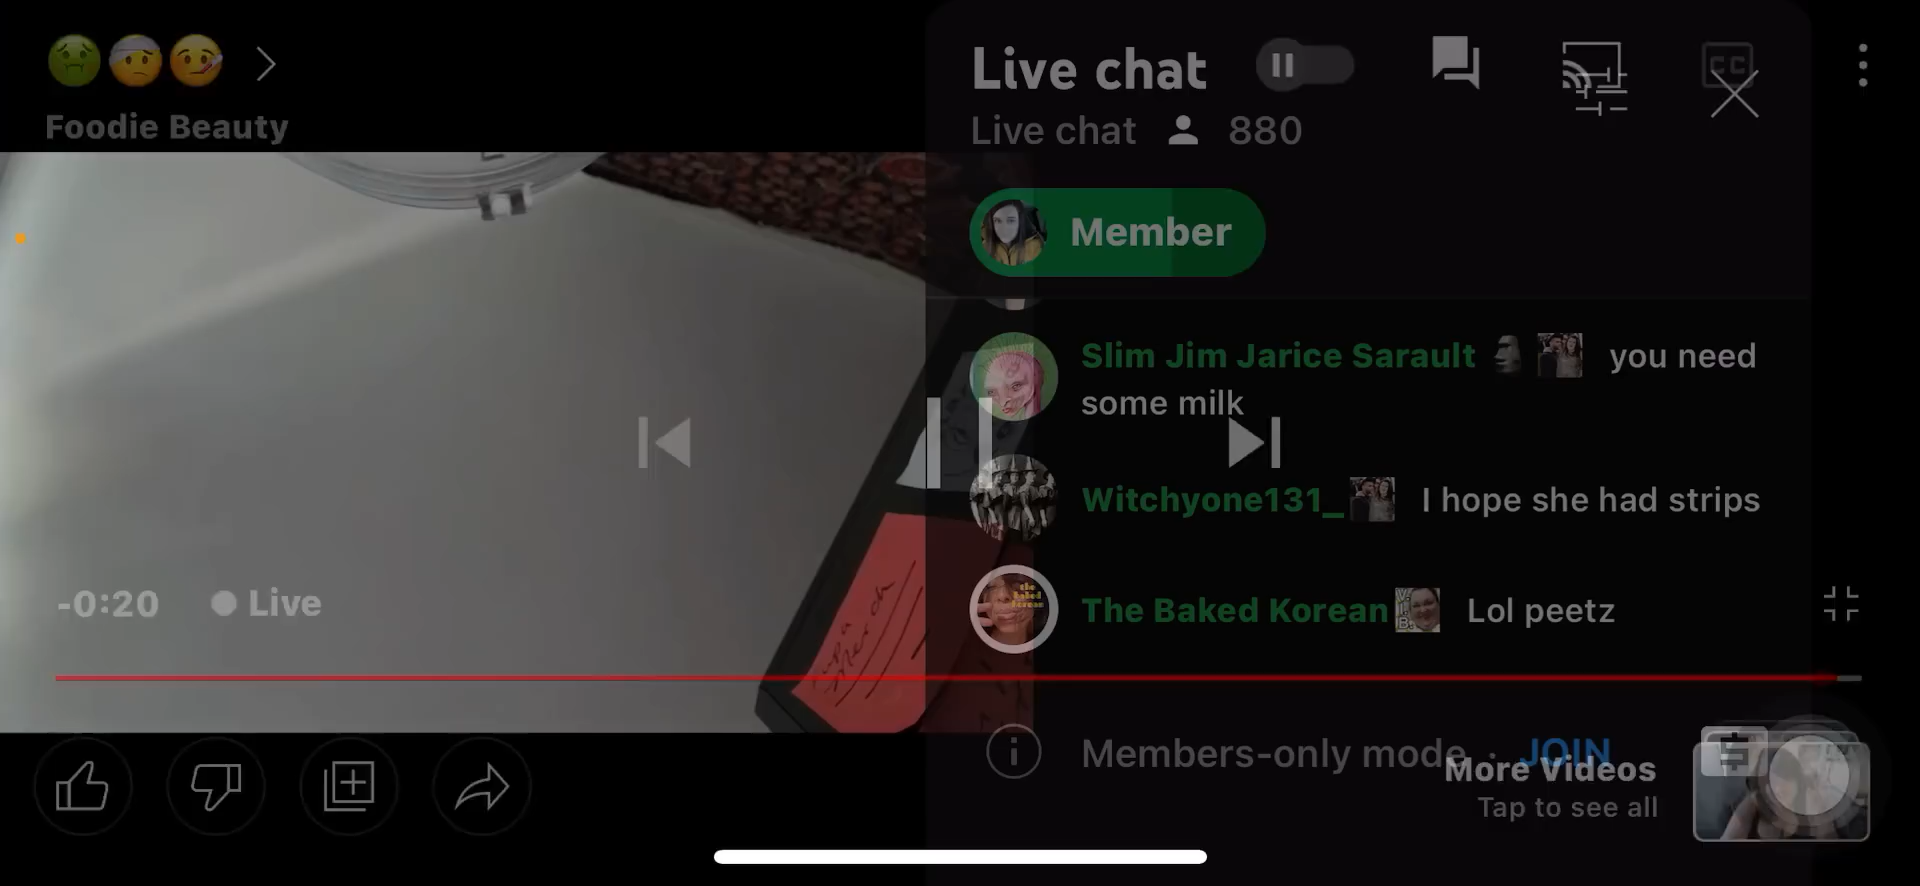 🤢🤕🤒
Foodie Beauty
Live chat
Live chat 880
CC
Member
Slim Jim Jarice Sarault 🗿 you need
some milk
Witchyone131_ I hope she had strips
The Baked Korean Lol peetz
-0:20 Live
merch
Members-only mode · JOIN
More Videos
Tap to see all